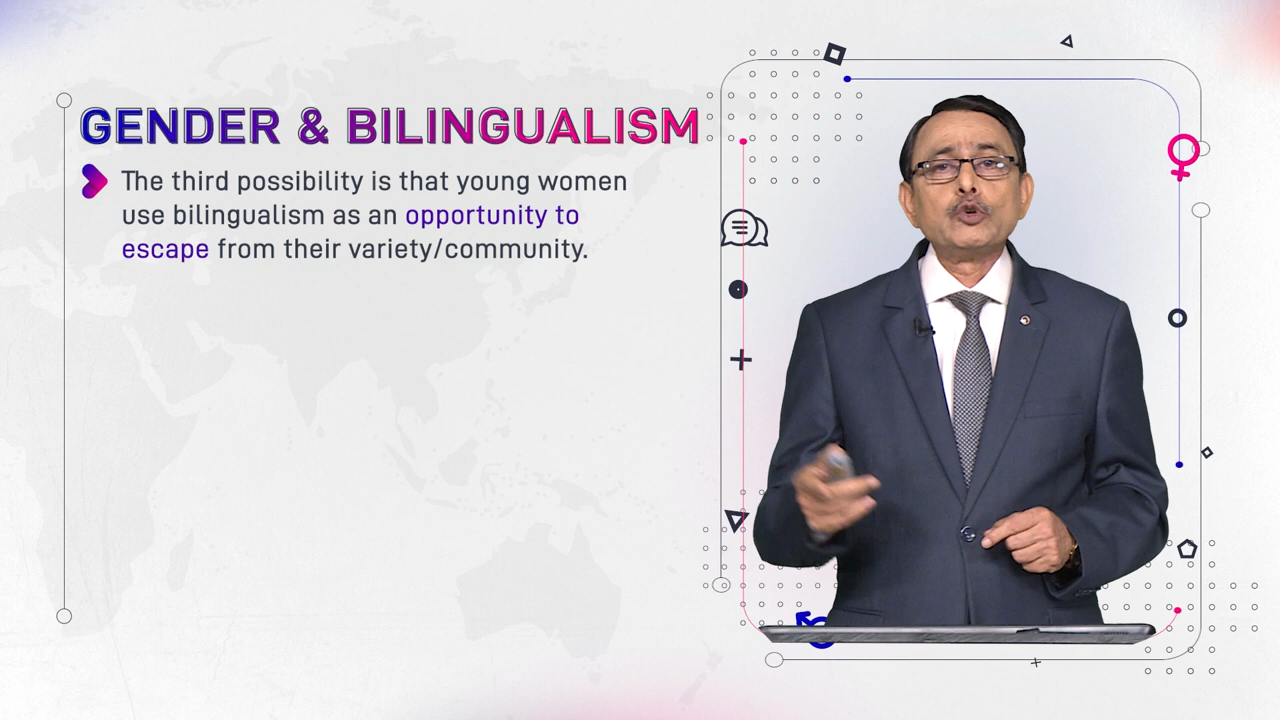 GENDER & BILINGUALISM
The third possibility is that young women
use bilingualism as an opportunity to
escape from their variety/community.